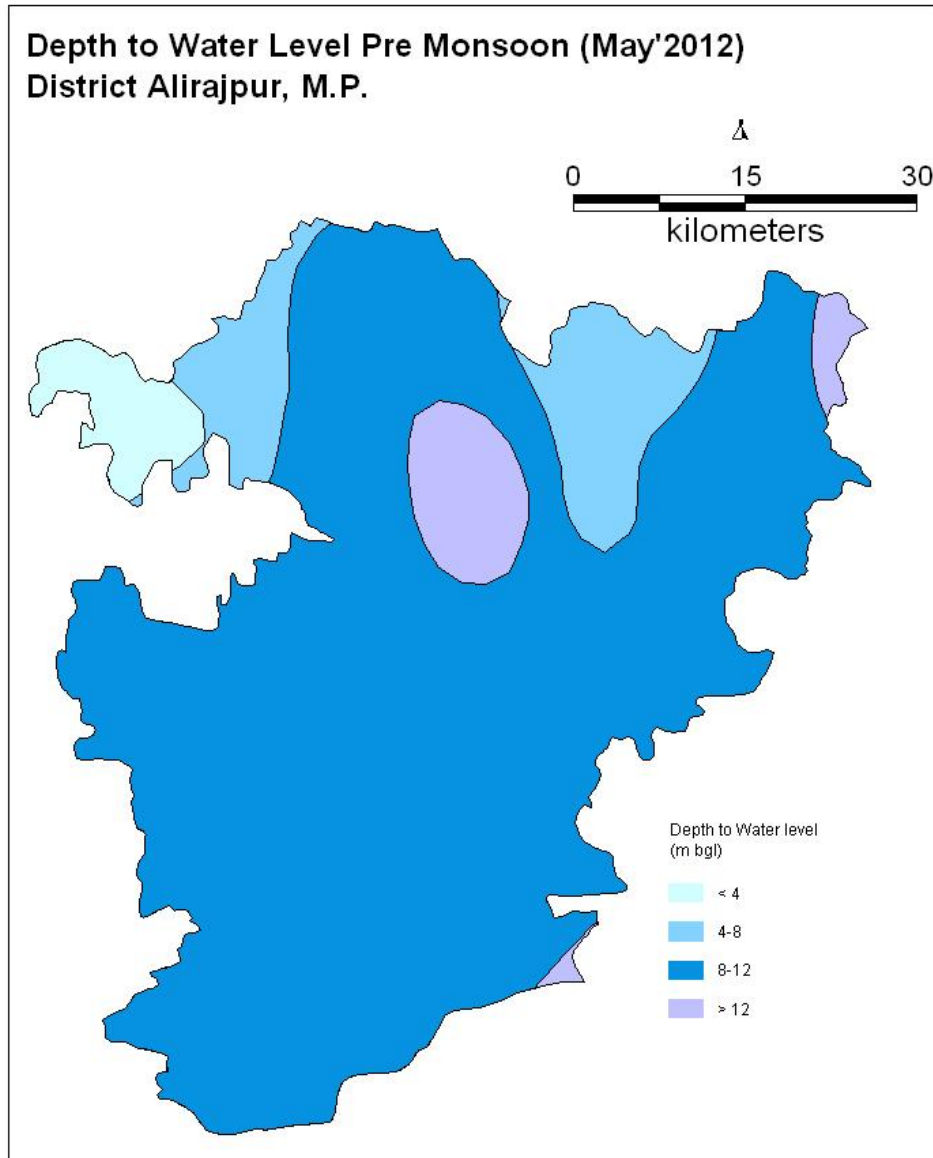 Depth to Water Level Pre Monsoon (May'2012)
District Alirajpur, M.P.
0 15 30
kilometers
Depth to Water level
(m bgl)
< 4
4-8
8-12
> 12